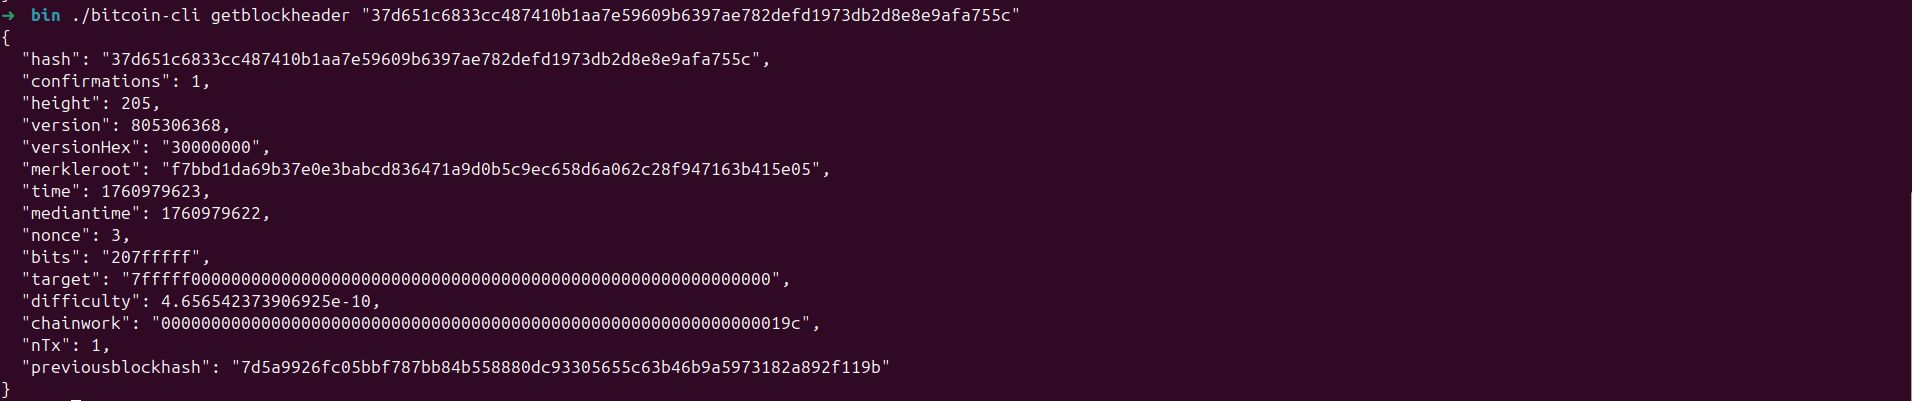 ➜ bin ./bitcoin-cli getblockheader "37d651c6833cc487410b1aa7e59609b6397ae782defd1973db2d8e8e9afa755c"
{
  "hash": "37d651c6833cc487410b1aa7e59609b6397ae782defd1973db2d8e8e9afa755c",
  "confirmations": 1,
  "height": 205,
  "version": 805306368,
  "versionHex": "30000000",
  "merkleroot": "f7bbd1da69b37e0e3babcd836471a9d0b5c9ec658d6a062c28f947163b415e05",
  "time": 1760979623,
  "mediantime": 1760979622,
  "nonce": 3,
  "bits": "207fffff",
  "target": "7fffff0000000000000000000000000000000000000000000000000000000000",
  "difficulty": 4.656542373906925e-10,
  "chainwork": "000000000000000000000000000000000000000000000000000000000000019c",
  "nTx": 1,
  "previousblockhash": "7d5a9926fc05bbf787bb84b558880dc93305655c63b46b9a5973182a892f119b"
}